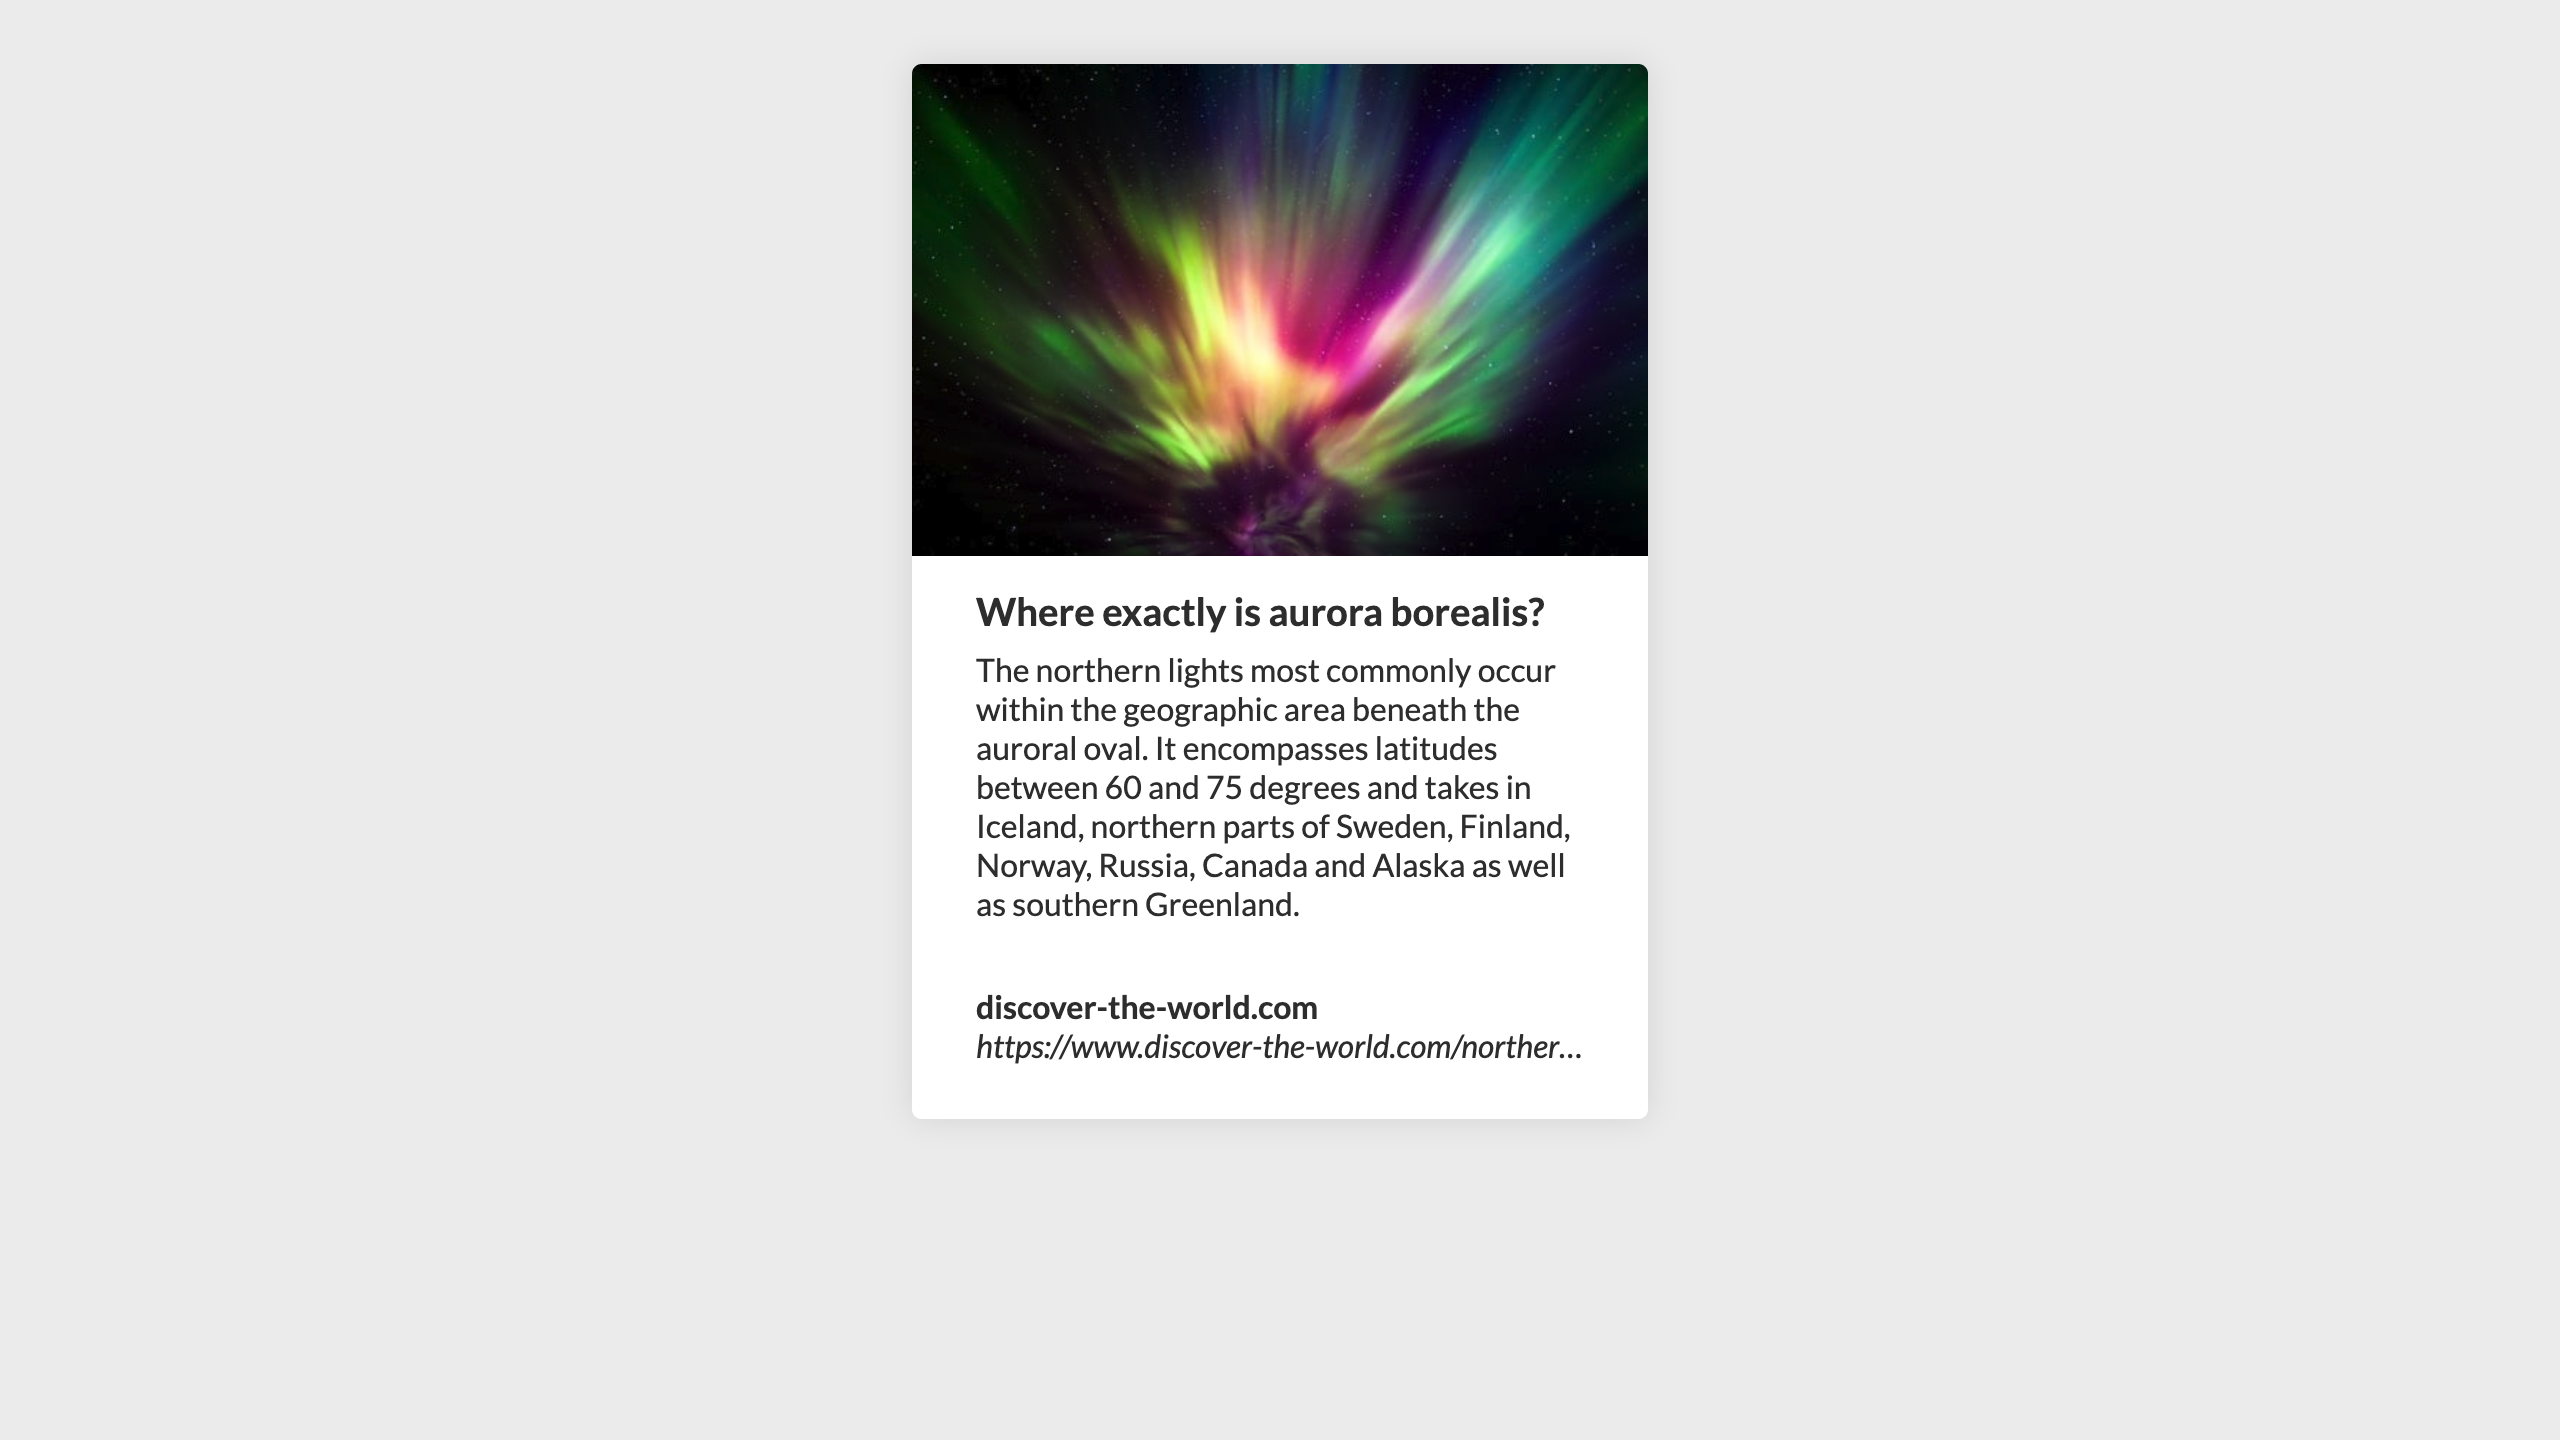 Where exactly is aurora borealis?
The northern lights most commonly occur
within the geographic area beneath the
auroral oval. It encompasses latitudes
between 60 and 75 degrees and takes in
Iceland, northern parts of Sweden, Finland,
Norway, Russia, Canada and Alaska as well
as southern Greenland.
discover-the-world.com
https://www.discover-the-world.com/norther...